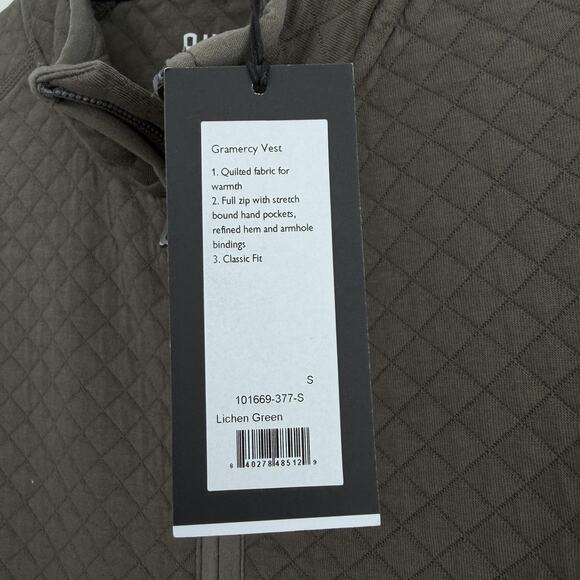 Gramercy Vest
1. Quilted fabric for
warmth
2. Full zip with stretch
bound hand pockets,
refined hem and armhole
bindings
3. Classic Fit
S
101669-377-S
Lichen Green
8 40278 48512 9